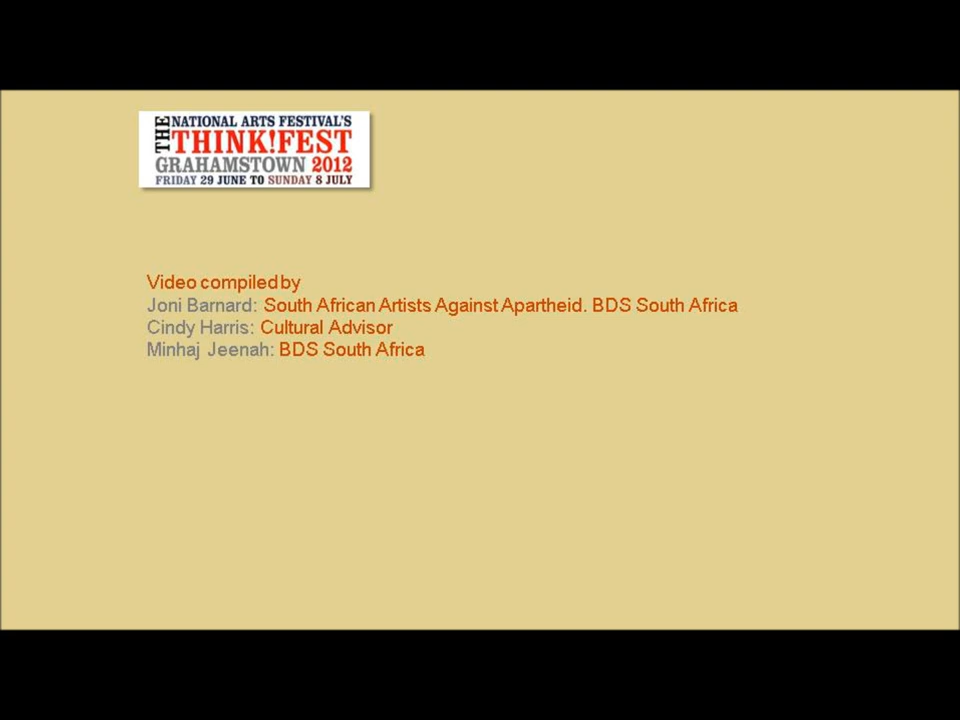 THE NATIONAL ARTS FESTIVAL'S
THINK!FEST
GRAHAMSTOWN 2012
FRIDAY 29 JUNE TO SUNDAY 8 JULY
Video compiled by
Joni Barnard: South African Artists Against Apartheid. BDS South Africa
Cindy Harris: Cultural Advisor
Minhaj Jeenah: BDS South Africa